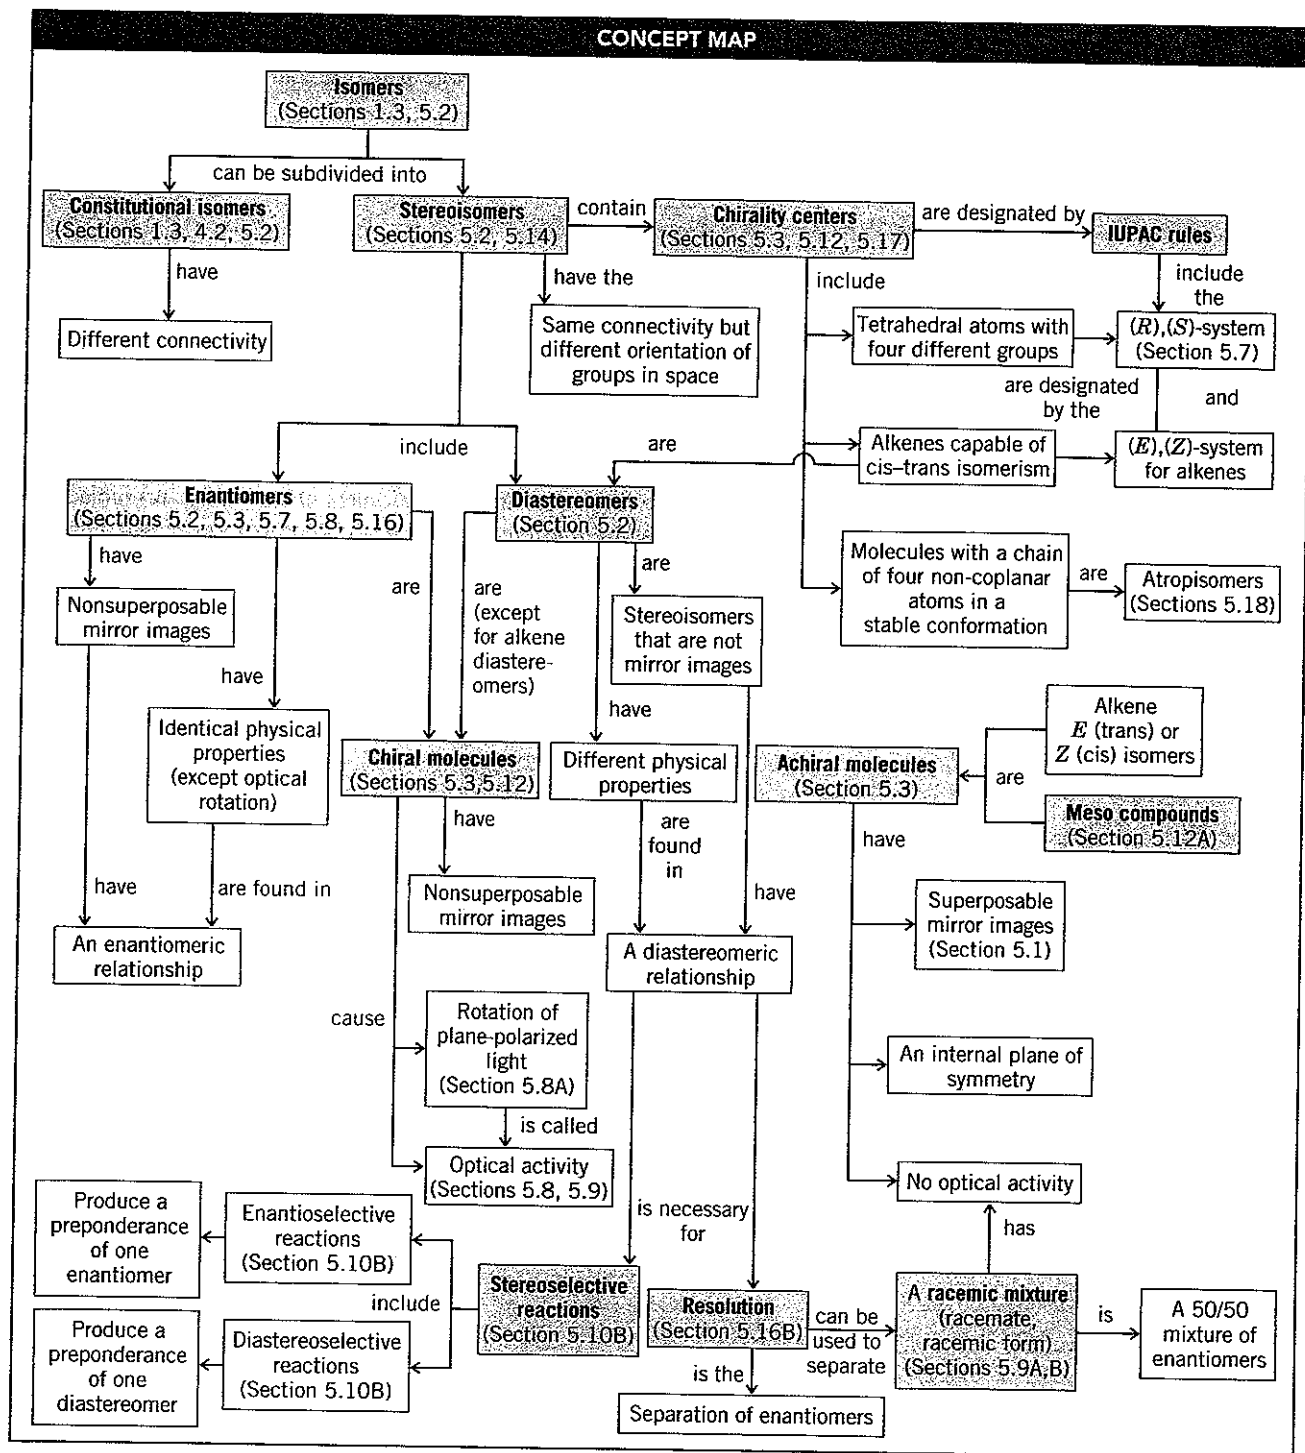 CONCEPT MAP
Isomers
(Sections 1.3, 5.2)
can be subdivided into
Constitutional isomers
(Sections 1.3, 4.2, 5.2)
Stereoisomers
(Sections 5.2, 5.14)
contain
Chirality centers
(Sections 5.3, 5.12, 5.17)
are designated by
IUPAC rules
have
have the
include
include
the
Different connectivity
Same connectivity but
different orientation of
groups in space
Tetrahedral atoms with
four different groups
(R),(S)-system
(Section 5.7)
are designated
by the
and
include
are
Alkenes capable of
cis–trans isomerism
(E),(Z)-system
for alkenes
Enantiomers
(Sections 5.2, 5.3, 5.7, 5.8, 5.16)
Diastereomers
(Section 5.2)
have
are
are
(except
for alkene
diastere-
omers)
are
Molecules with a chain
of four non-coplanar
atoms in a
stable conformation
are
Atropisomers
(Sections 5.18)
Nonsuperposable
mirror images
Stereoisomers
that are not
mirror images
have
have
Identical physical
properties
(except optical
rotation)
Chiral molecules
(Sections 5.3,5.12)
Different physical
properties
Achiral molecules
(Section 5.3)
are
Alkene
E (trans) or
Z (cis) isomers
Meso compounds
(Section 5.12A)
have
are
found
in
have
have
are found in
have
Nonsuperposable
mirror images
Superposable
mirror images
(Section 5.1)
An enantiomeric
relationship
A diastereomeric
relationship
cause
Rotation of
plane-polarized
light
(Section 5.8A)
An internal plane of
symmetry
is called
Optical activity
(Sections 5.8, 5.9)
No optical activity
is necessary
for
has
Produce a
preponderance
of one
enantiomer
Enantioselective
reactions
(Section 5.10B)
include
Stereoselective
reactions
(Section 5.10B)
Resolution
(Section 5.16B)
can be
used to
separate
A racemic mixture
(racemate,
racemic form)
(Sections 5.9A,B)
is
A 50/50
mixture of
enantiomers
Produce a
preponderance
of one
diastereomer
Diastereoselective
reactions
(Section 5.10B)
is the
Separation of enantiomers